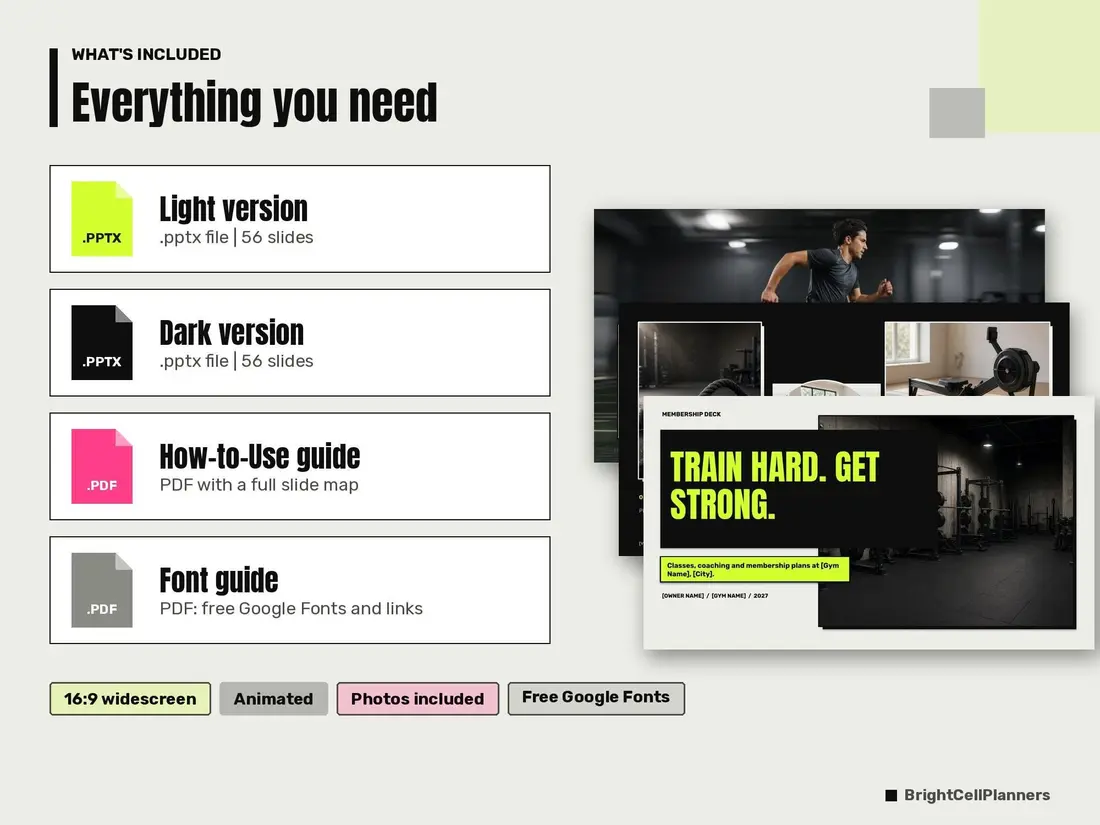 WHAT'S INCLUDED
Everything you need
.PPTX
Light version
.pptx file | 56 slides
.PPTX
Dark version
.pptx file | 56 slides
.PDF
How-to-Use guide
PDF with a full slide map
.PDF
Font guide
PDF: free Google Fonts and links
MEMBERSHIP DECK
TRAIN HARD. GET
STRONG.
Classes, coaching and membership plans at [Gym
Name], [City].
[OWNER NAME] / [GYM NAME] / 2027
16:9 widescreen
Animated
Photos included
Free Google Fonts
BrightCellPlanners